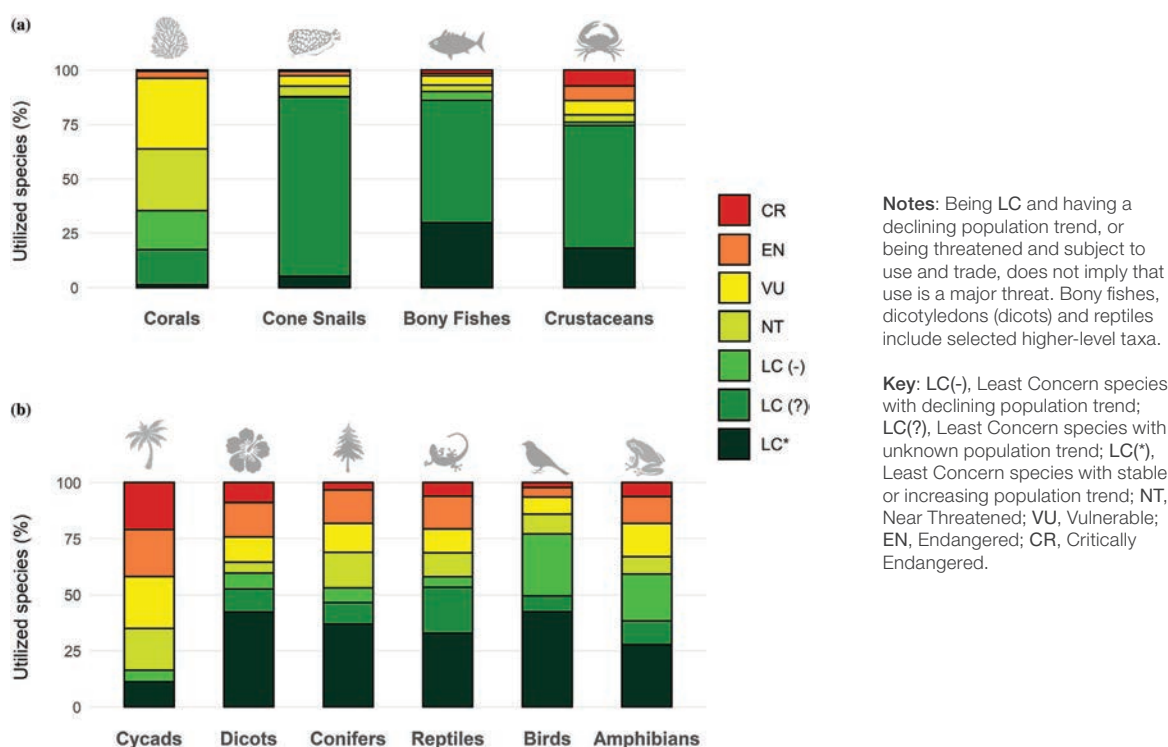 (a)
100
75
50
25
0
Utilized species (%)
Corals
Cone Snails
Bony Fishes
Crustaceans
CR
EN
VU
NT
LC (-)
LC (?)
LC*
(b)
100
75
50
25
0
Utilized species (%)
Cycads
Dicots
Conifers
Reptiles
Birds
Amphibians
Notes: Being LC and having a
declining population trend, or
being threatened and subject to
use and trade, does not imply that
use is a major threat. Bony fishes,
dicotyledons (dicots) and reptiles
include selected higher-level taxa.
Key: LC(-), Least Concern species
with declining population trend;
LC(?), Least Concern species with
unknown population trend; LC(*),
Least Concern species with stable
or increasing population trend; NT,
Near Threatened; VU, Vulnerable;
EN, Endangered; CR, Critically
Endangered.